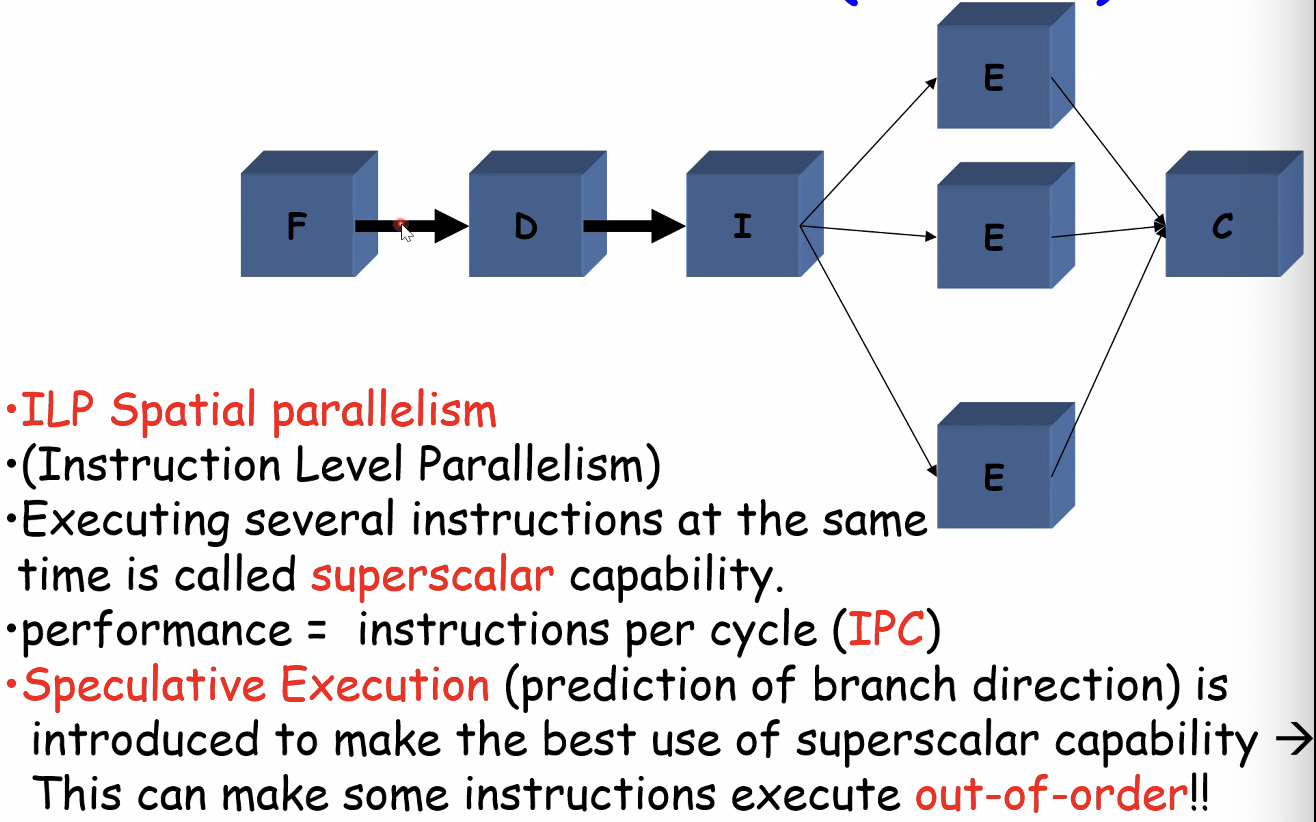 E
F
D
I
E
C
E
•ILP Spatial parallelism
•(Instruction Level Parallelism)
•Executing several instructions at the same
time is called superscalar capability.
•performance = instructions per cycle (IPC)
•Speculative Execution (prediction of branch direction) is
introduced to make the best use of superscalar capability →
This can make some instructions execute out-of-order!!